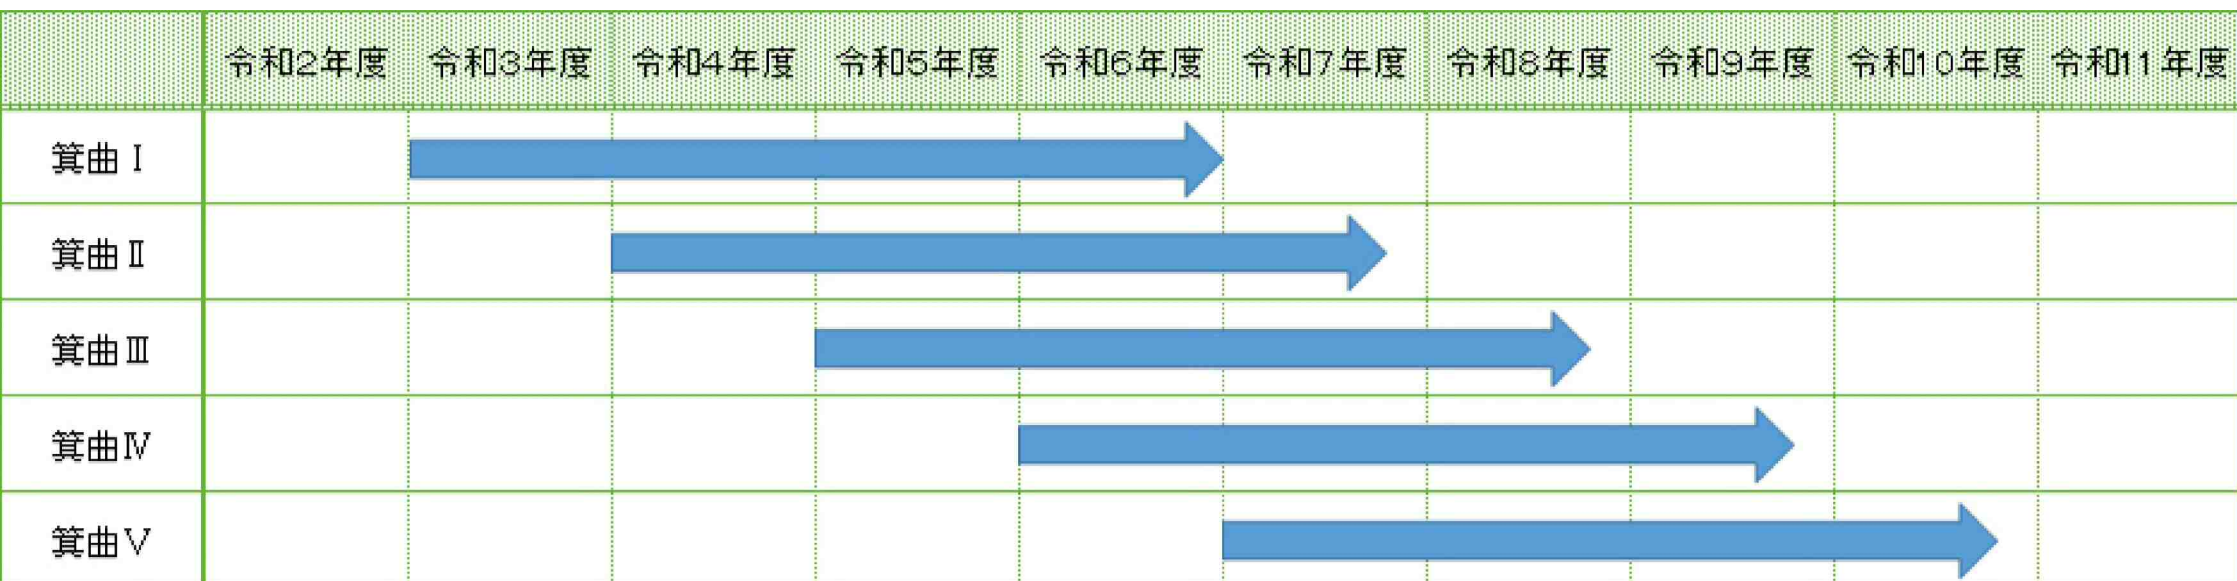 令和2年度 令和3年度 令和4年度 令和5年度 令和6年度 令和7年度 令和8年度 令和9年度 令和10年度 令和11年度
箕曲Ⅰ
箕曲Ⅱ
箕曲Ⅲ
箕曲Ⅳ
箕曲Ⅴ